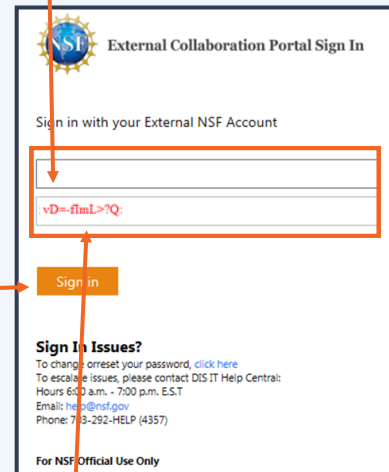 NSF
External Collaboration Portal Sign In
Sign in with your External NSF Account
vD=-fImL>?Q:
Sign in
Sign In Issues?
To change orreset your password, click here
To escalate issues, please contact DIS IT Help Central:
Hours 6:00 a.m. - 7:00 p.m. E.S.T
Email: help@nsf.gov
Phone: 703-292-HELP (4357)
For NSF Official Use Only